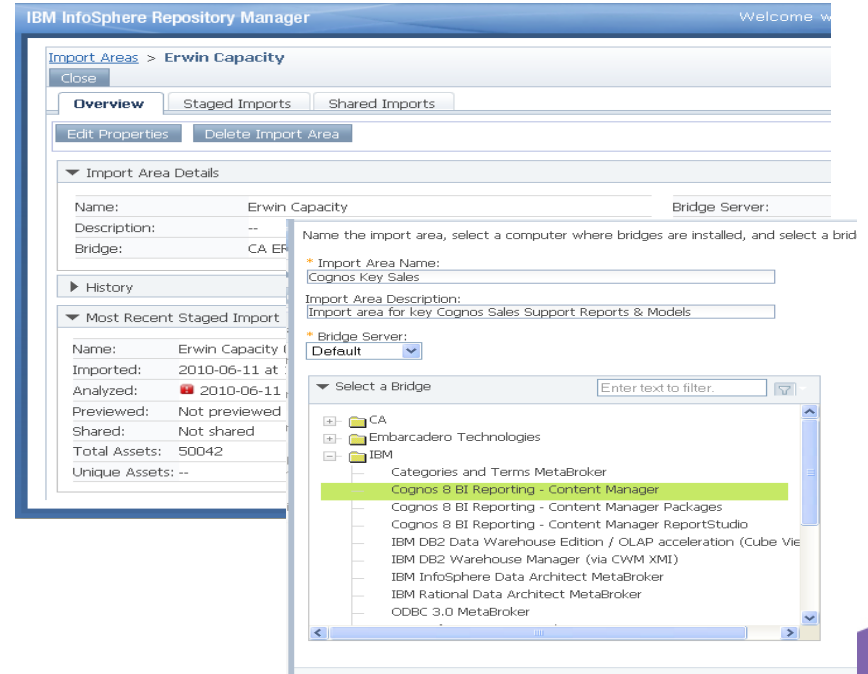 IBM InfoSphere Repository Manager Welcome w
Import Areas > Erwin Capacity
Close
Overview Staged Imports Shared Imports
Edit Properties Delete Import Area
Import Area Details
Name: Erwin Capacity Bridge Server:
Description: --
Bridge: CA ER
History
Most Recent Staged Import
Name: Erwin Capacity
Imported: 2010-06-11 at
Analyzed: 2010-06-11
Previewed: Not previewed
Shared: Not shared
Total Assets: 50042
Unique Assets: --
Name the import area, select a computer where bridges are installed, and select a brid
* Import Area Name:
Cognos Key Sales
Import Area Description:
Import area for key Cognos Sales Support Reports & Models
* Bridge Server:
Default
Select a Bridge Enter text to filter.
CA
Embarcadero Technologies
IBM
Categories and Terms MetaBroker
Cognos 8 BI Reporting - Content Manager
Cognos 8 BI Reporting - Content Manager Packages
Cognos 8 BI Reporting - Content Manager ReportStudio
IBM DB2 Data Warehouse Edition / OLAP acceleration (Cube Vie
IBM DB2 Warehouse Manager (via CWM XMI)
IBM InfoSphere Data Architect MetaBroker
IBM Rational Data Architect MetaBroker
ODBC 3.0 MetaBroker